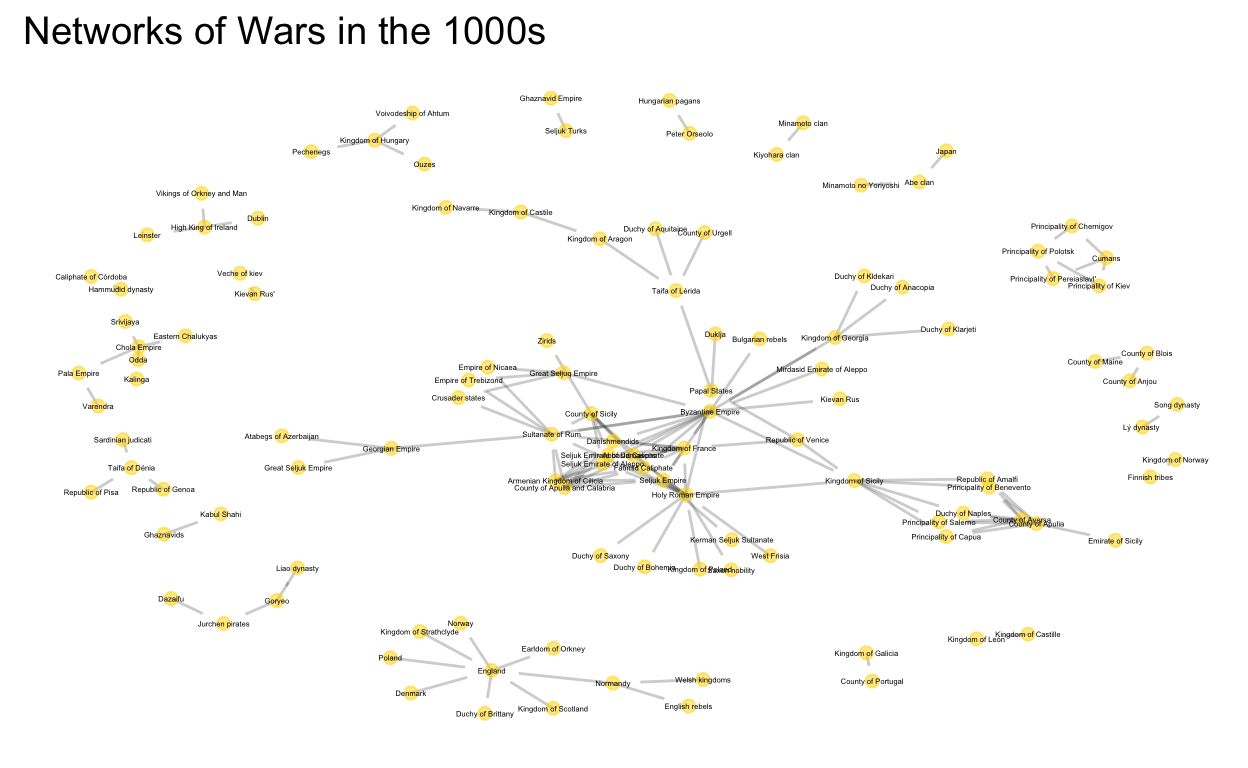 Networks of Wars in the 1000s
Ghaznavid Empire
Hungarian pagans
Voivodeship of Ahtum
Minamoto clan
Seljuk Turks
Peter Orseolo
Kingdom of Hungary
Pechenegs
Kiyohara clan
Japan
Ouzes
Minamoto no Yoriyoshi
Abe clan
Vikings of Orkney and Man
Kingdom of Navarre
Kingdom of Castile
Dublin
High King of Ireland
Leinster
Duchy of Aquitaine
County of Urgell
Kingdom of Aragon
Principality of Chernigov
Principality of Polotsk
Cumans
Caliphate of Córdoba
Veche of kiev
Duchy of Kldekari
Principality of Pereiaslavl'
Hammudid dynasty
Kievan Rus'
Taifa of Lérida
Duchy of Anacopia
Principality of Kiev
Srivijaya
Eastern Chalukyas
Chola Empire
Odda
Duklja
Bulgarian rebels
Zirids
Kingdom of Georgia
Duchy of Klarjeti
County of Blois
County of Maine
Pala Empire
Kalinga
Empire of Nicaea
Great Seljuq Empire
Mirdasid Emirate of Aleppo
Empire of Trebizond
County of Anjou
Papal States
Crusader states
Kievan Rus
Varendra
Song dynasty
County of Sicily
Byzantine Empire
Lý dynasty
Sardinian judicati
Atabegs of Azerbaijan
Sultanate of Rum
Danishmendids
Republic of Venice
Georgian Empire
Kingdom of France
Kingdom of Norway
Taifa of Dénia
Great Seljuk Empire
Seljuk Emirate of Aleppo
Fatimid Caliphate
Finnish tribes
Armenian Kingdom of Cilicia
Seljuk Empire
Kingdom of Sicily
Republic of Amalfi
Republic of Pisa
Republic of Genoa
County of Apulia and Calabria
Principality of Benevento
Holy Roman Empire
Kabul Shahi
Duchy of Naples
County of Aversa
Principality of Salerno
County of Apulia
Ghaznavids
Principality of Capua
Emirate of Sicily
Kerman Seljuk Sultanate
Duchy of Saxony
West Frisia
Liao dynasty
Duchy of Bohemia
Kingdom of Poland
Saxon nobility
Dazaifu
Goryeo
Jurchen pirates
Norway
Kingdom of Strathclyde
Kingdom of León
Kingdom of Castille
Earldom of Orkney
Poland
Kingdom of Galicia
England
Normandy
Welsh kingdoms
County of Portugal
Denmark
Duchy of Brittany
Kingdom of Scotland
English rebels